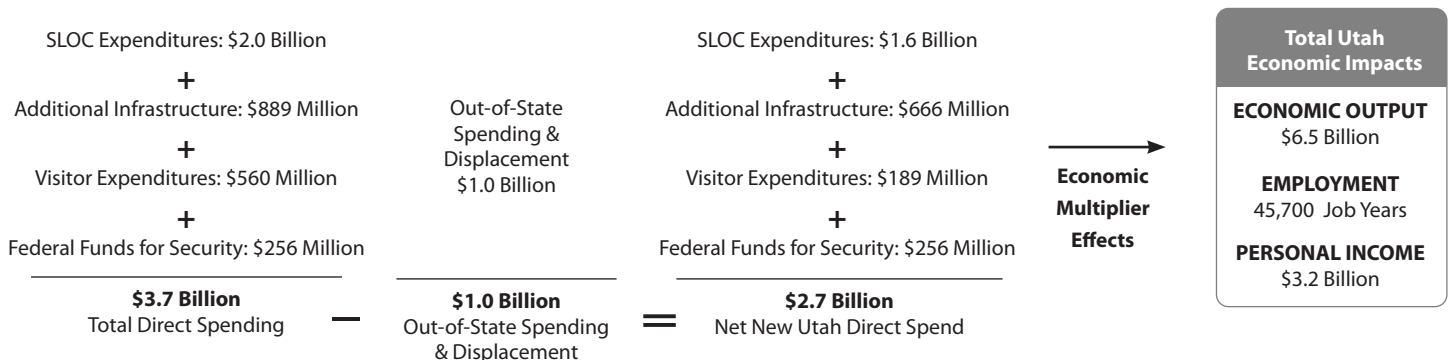 SLOC Expenditures: $2.0 Billion
+
Additional Infrastructure: $889 Million
+
Visitor Expenditures: $560 Million
+
Federal Funds for Security: $256 Million
$3.7 Billion
Total Direct Spending
−
Out-of-State
Spending &
Displacement
$1.0 Billion
$1.0 Billion
Out-of-State Spending
& Displacement
=
SLOC Expenditures: $1.6 Billion
+
Additional Infrastructure: $666 Million
+
Visitor Expenditures: $189 Million
+
Federal Funds for Security: $256 Million
$2.7 Billion
Net New Utah Direct Spend
Economic
Multiplier
Effects
Total Utah
Economic Impacts
ECONOMIC OUTPUT
$6.5 Billion
EMPLOYMENT
45,700 Job Years
PERSONAL INCOME
$3.2 Billion